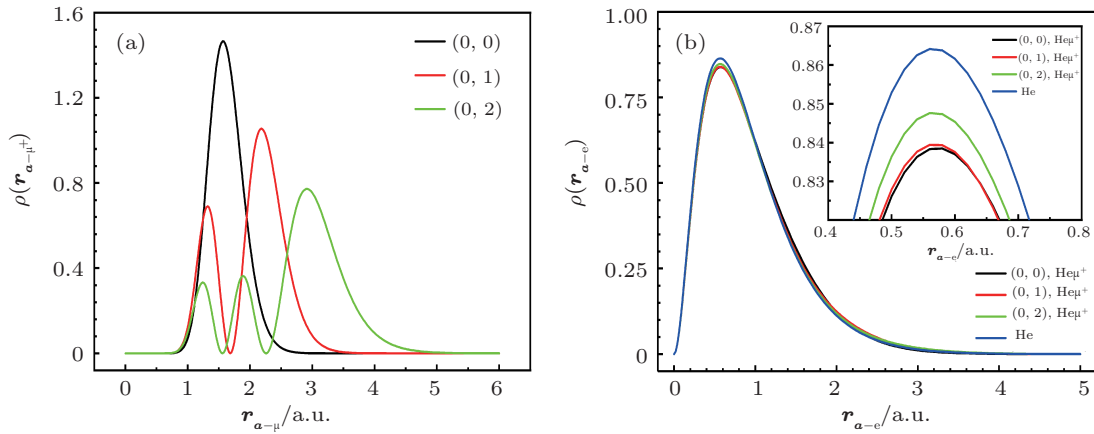 (a)
1.6
1.2
0.8
0.4
0
ρ(r_{a−μ^+})
(0, 0)
(0, 1)
(0, 2)
0 1 2 3 4 5 6
r_{a−μ}/a.u.
(b)
1.00
0.75
0.50
0.25
0
ρ(r_{a−e})
0.87
0.86
0.85
0.84
0.83
(0, 0), Heμ⁺
(0, 1), Heμ⁺
(0, 2), Heμ⁺
He
0.4 0.5 0.6 0.7 0.8
r_{a−e}/a.u.
(0, 0), Heμ⁺
(0, 1), Heμ⁺
(0, 2), Heμ⁺
He
0 1 2 3 4 5
r_{a−e}/a.u.